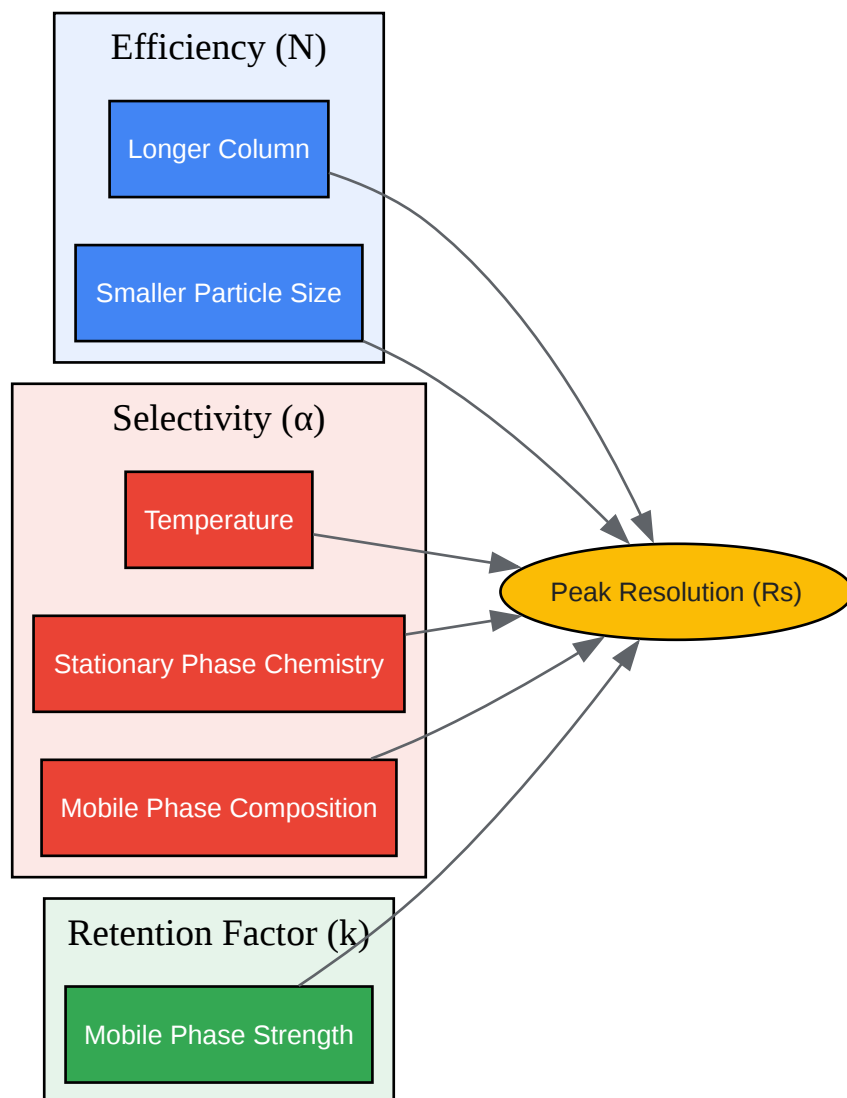 Efficiency (N)
Longer Column
Smaller Particle Size
Selectivity (α)
Temperature
Stationary Phase Chemistry
Mobile Phase Composition
Retention Factor (k)
Mobile Phase Strength
Peak Resolution (Rs)